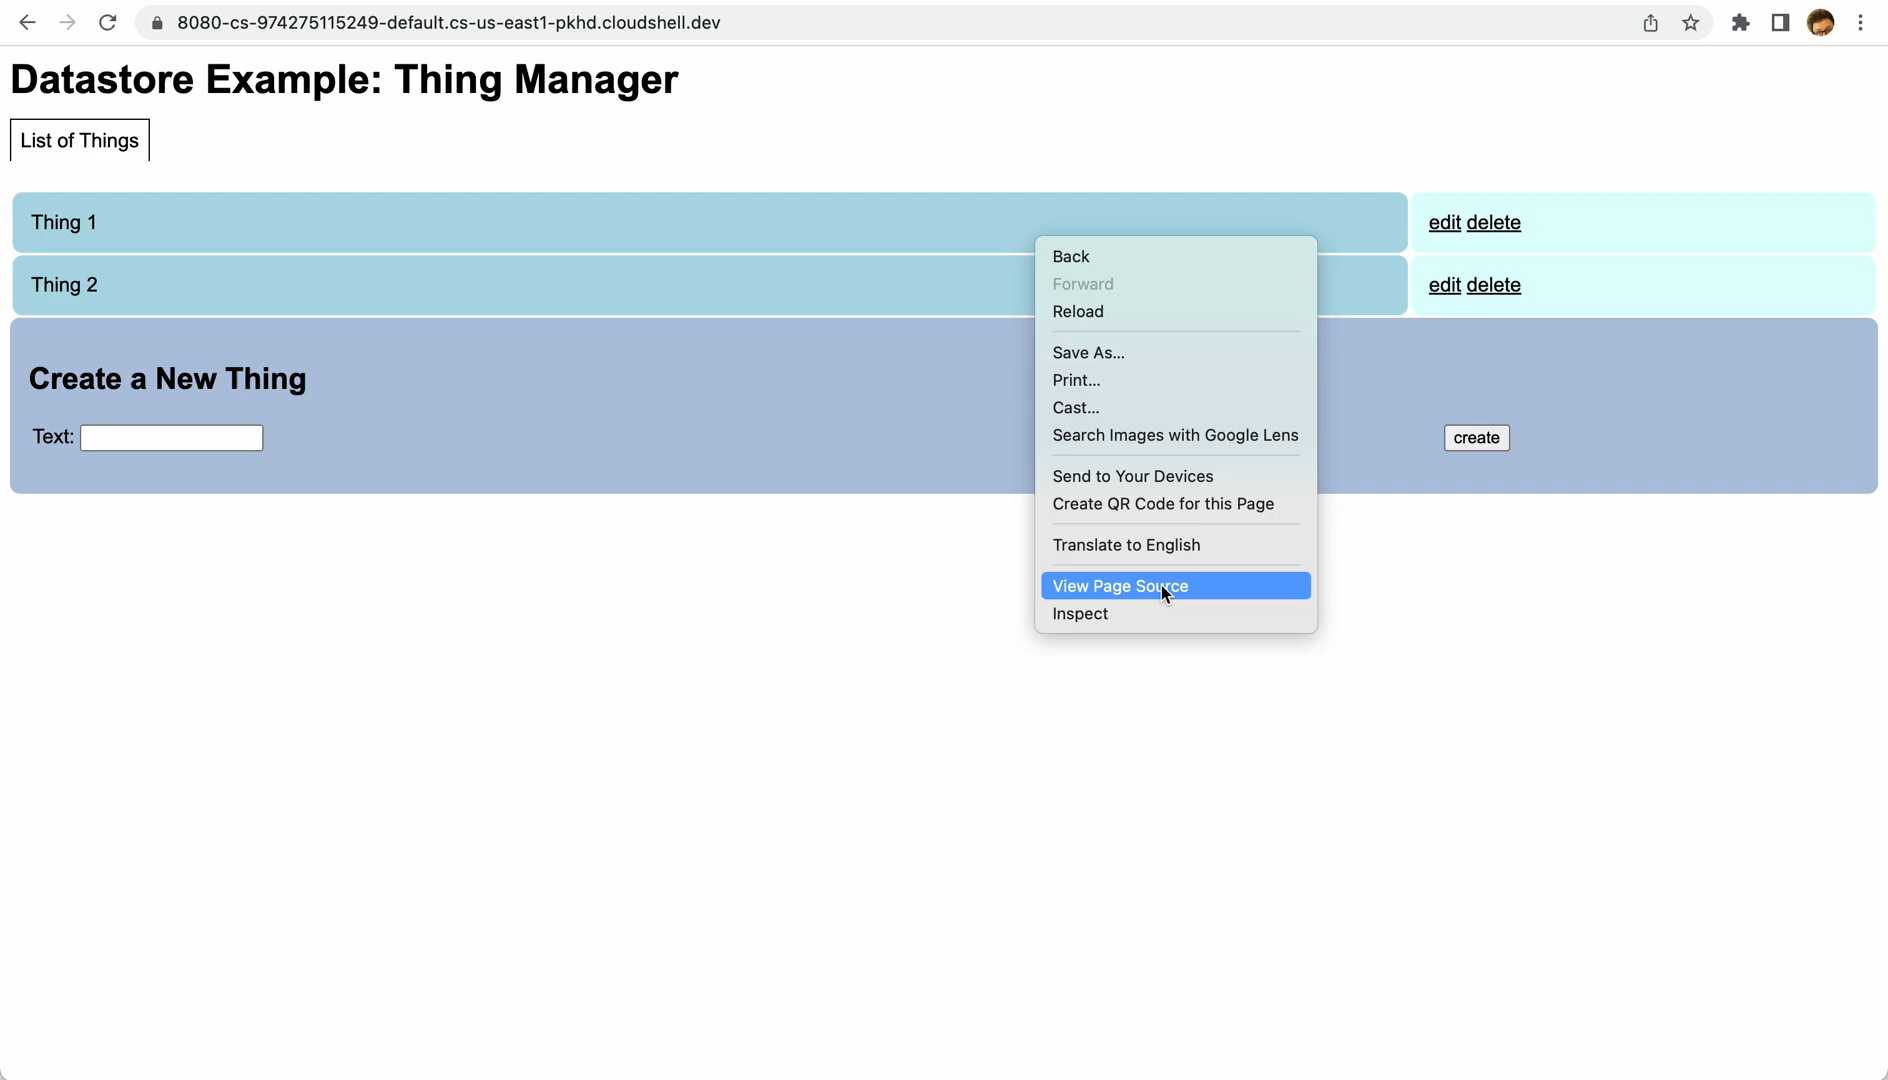 8080-cs-974275115249-default.cs-us-east1-pkhd.cloudshell.dev
Datastore Example: Thing Manager
List of Things
Thing 1
edit delete
Thing 2
edit delete
Create a New Thing
Text:
create
Back
Forward
Reload
Save As...
Print...
Cast...
Search Images with Google Lens
Send to Your Devices
Create QR Code for this Page
Translate to English
View Page Source
Inspect